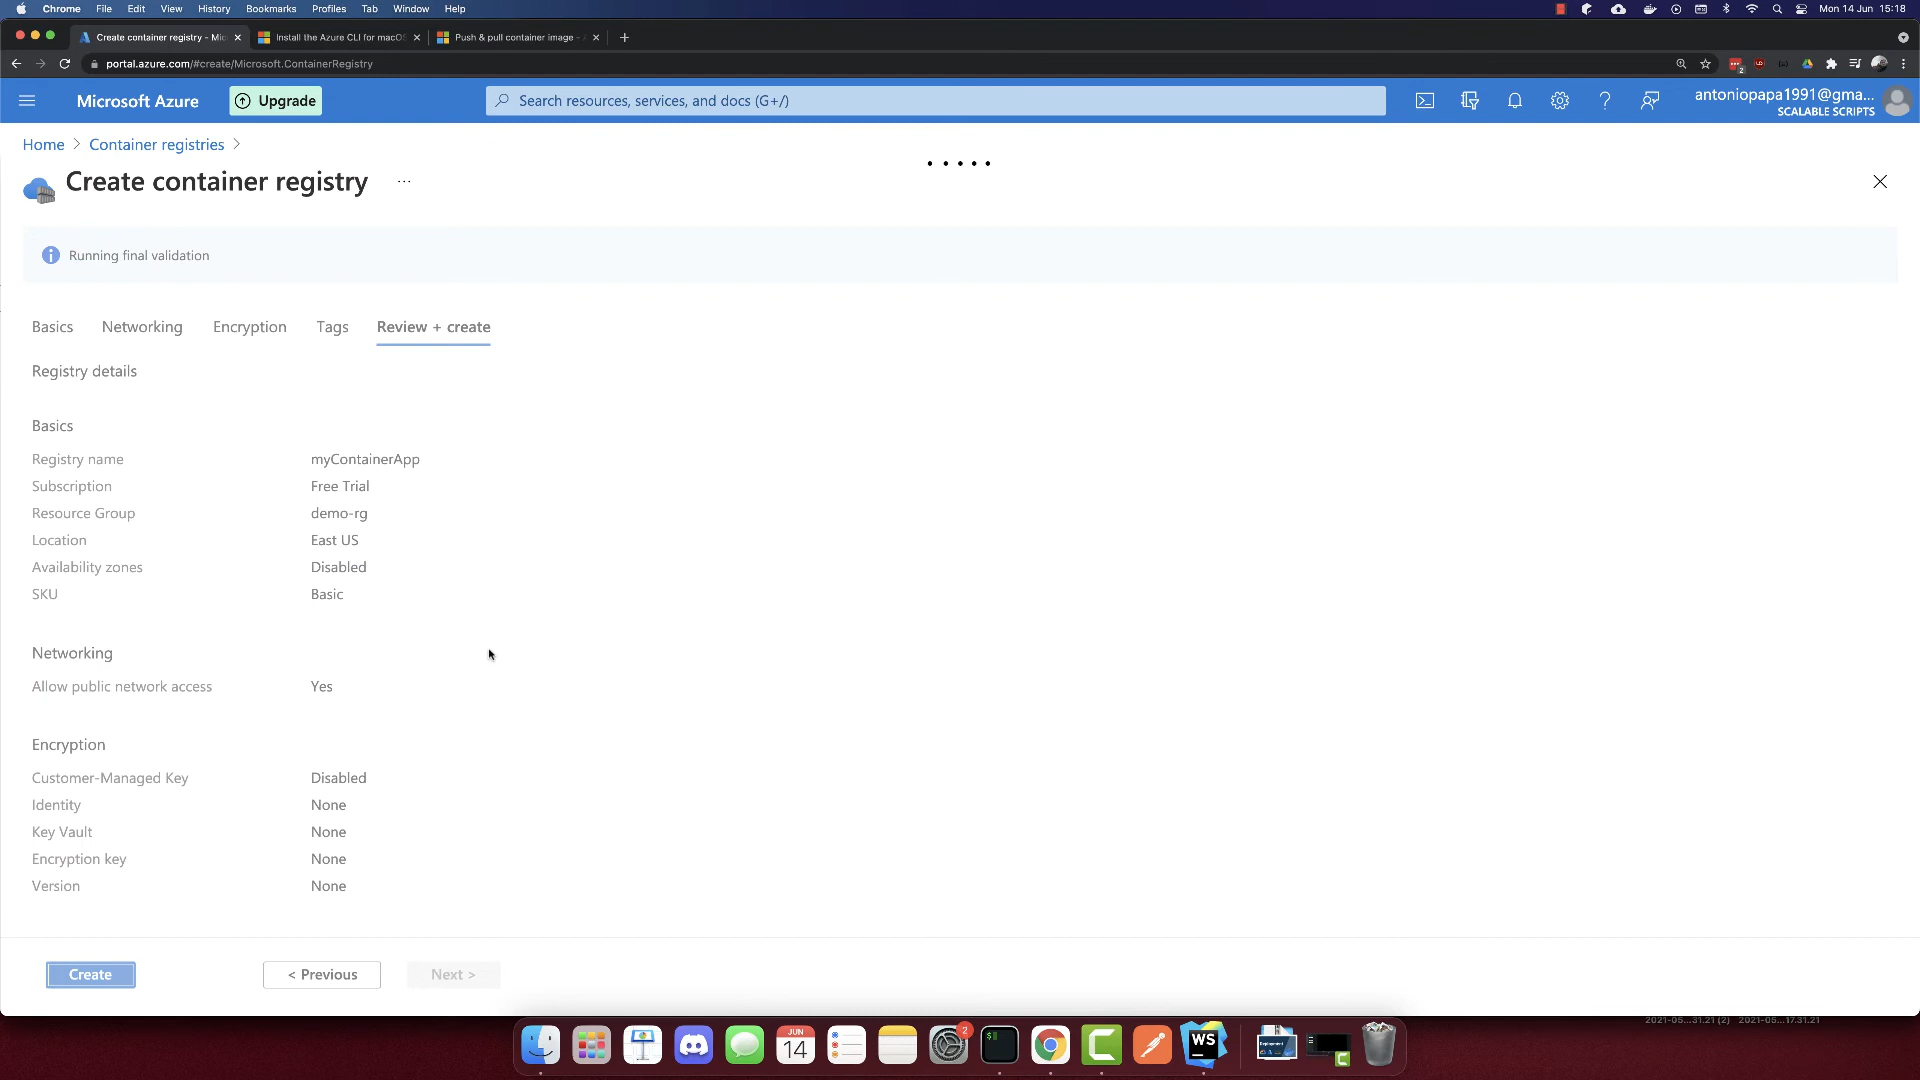 Chrome File Edit View History Bookmarks Profiles Tab Window Help
Mon 14 Jun 15:18
Create container registry - Mic
Install the Azure CLI for macOS
Push & pull container image - A
portal.azure.com/#create/Microsoft.ContainerRegistry
2
Microsoft Azure
Upgrade
Search resources, services, and docs (G+/)
antoniopapa1991@gma...
SCALABLE SCRIPTS
Home > Container registries >
Create container registry ...
Running final validation
Basics Networking Encryption Tags Review + create
Registry details
Basics
Registry name myContainerApp
Subscription Free Trial
Resource Group demo-rg
Location East US
Availability zones Disabled
SKU Basic
Networking
Allow public network access Yes
Encryption
Customer-Managed Key Disabled
Identity None
Key Vault None
Encryption key None
Version None
Create < Previous Next >
2021-05...31.21 (2) 2021-05...17.31.21
JUN
14
2
WS
Deployment